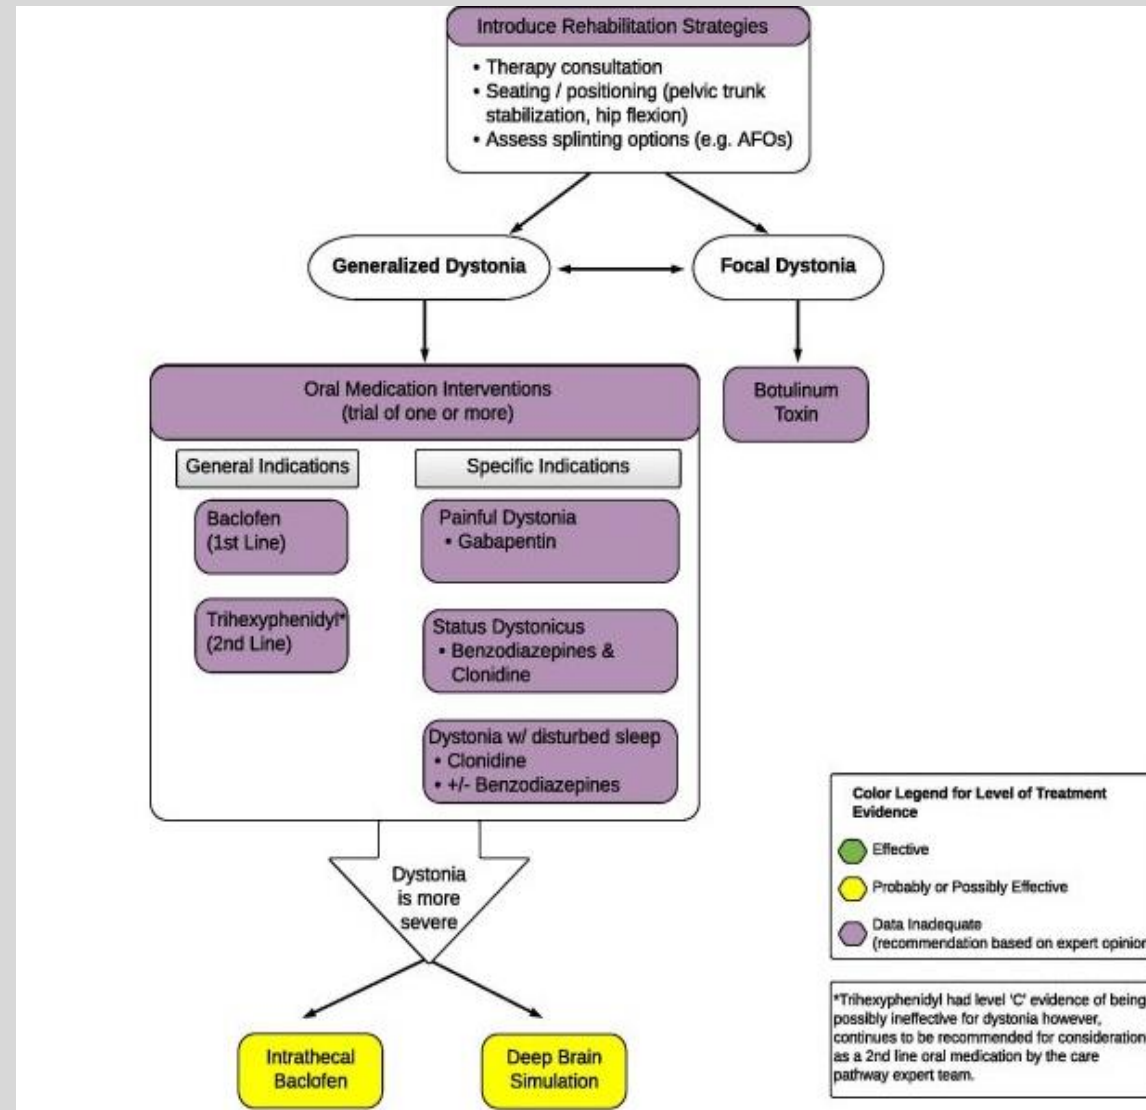 Introduce Rehabilitation Strategies
• Therapy consultation
• Seating / positioning (pelvic trunk
stabilization, hip flexion)
• Assess splinting options (e.g. AFOs)
Generalized Dystonia
Focal Dystonia
Oral Medication Interventions
(trial of one or more)
Botulinum
Toxin
General Indications
Specific Indications
Baclofen
(1st Line)
Painful Dystonia
• Gabapentin
Trihexyphenidyl*
(2nd Line)
Status Dystonicus
• Benzodiazepines &
Clonidine
Dystonia w/ disturbed sleep
• Clonidine
• +/- Benzodiazepines
Dystonia
is more
severe
Intrathecal
Baclofen
Deep Brain
Simulation
Color Legend for Level of Treatment
Evidence
Effective
Probably or Possibly Effective
Data Inadequate
(recommendation based on expert opinion
*Trihexyphenidyl had level 'C' evidence of being
possibly ineffective for dystonia however,
continues to be recommended for consideration
as a 2nd line oral medication by the care
pathway expert team.